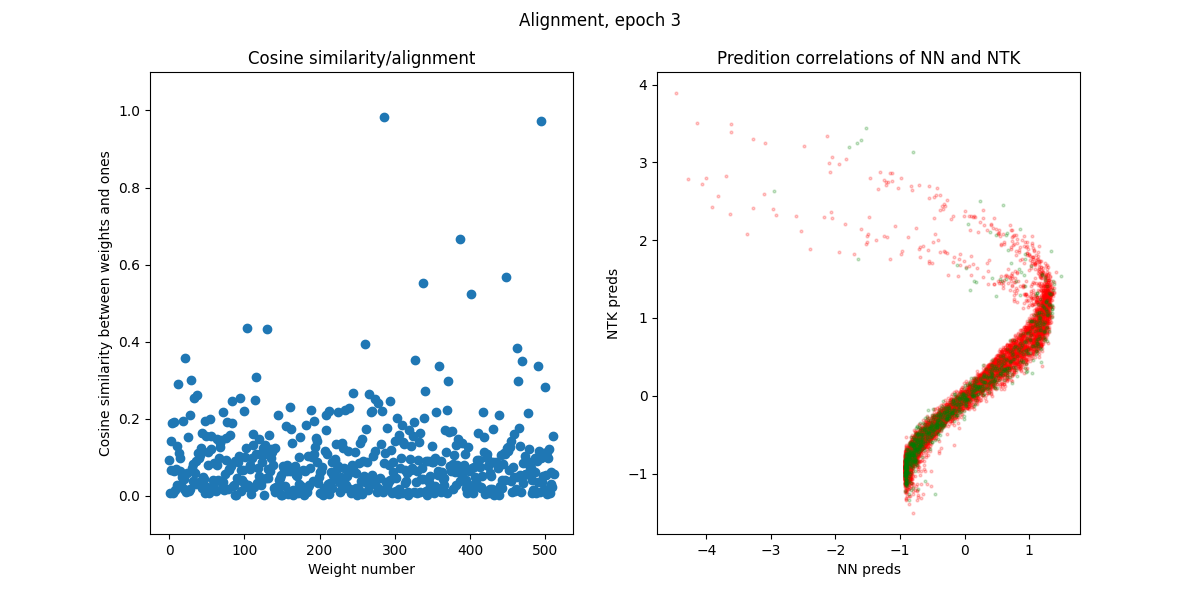 Alignment, epoch 3
Cosine similarity/alignment
Cosine similarity between weights and ones
1.0
0.8
0.6
0.4
0.2
0.0
0 100 200 300 400 500
Weight number
Predition correlations of NN and NTK
NTK preds
4
3
2
1
0
−1
−4 −3 −2 −1 0 1
NN preds